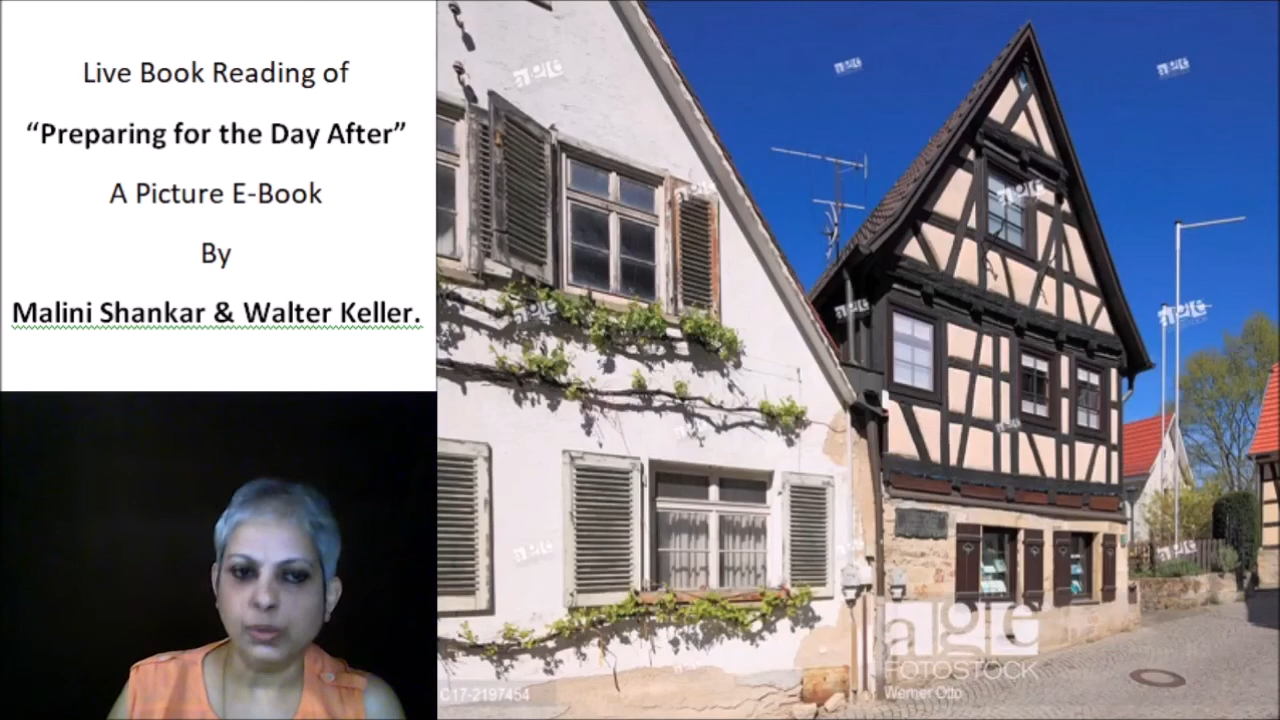 Live Book Reading of
“Preparing for the Day After”
A Picture E-Book
By
Malini Shankar & Walter Keller.
age
FOTOSTOCK
Werner Otto
C17-2197454